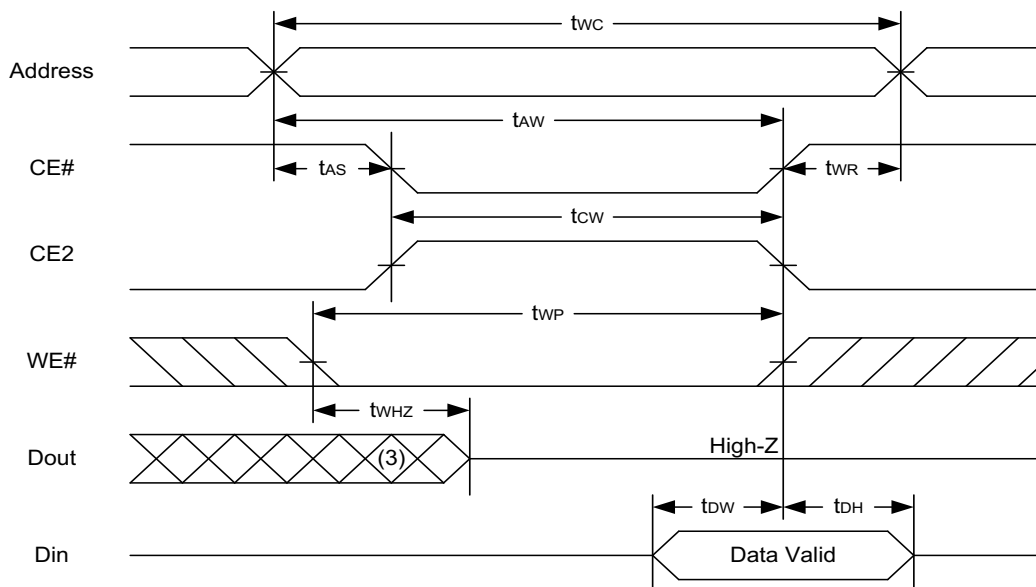 tWC
Address
tAW
CE# tAS tWR
tCW
CE2
tWP
WE#
tWHZ
Dout (3) High-Z
tDW tDH
Din Data Valid